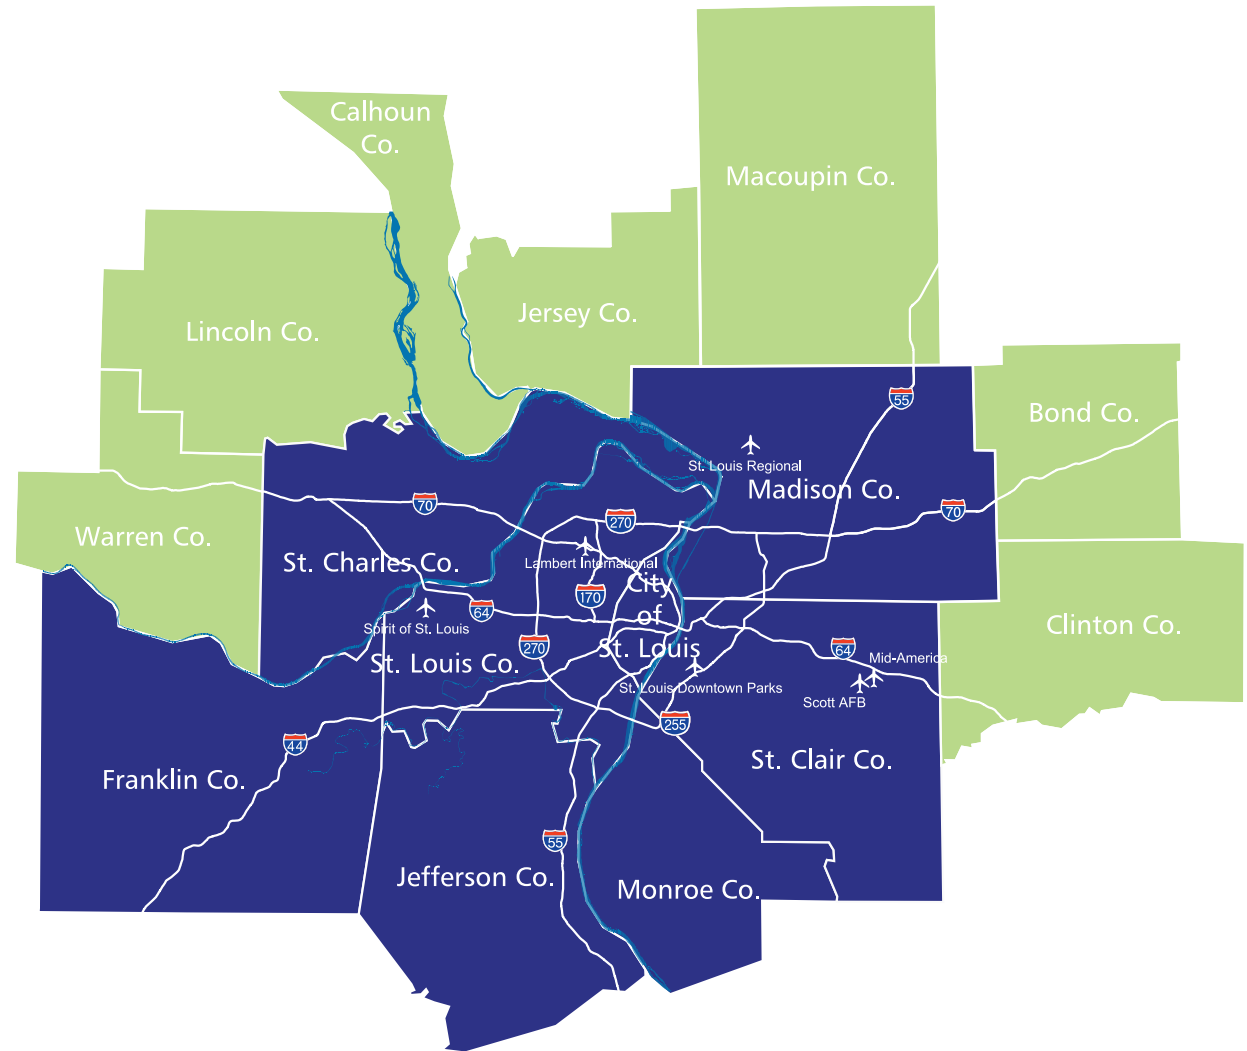 Calhoun
Co.
Macoupin Co.
Jersey Co.
Lincoln Co.
55
Bond Co.
St. Louis Regional
Madison Co.
70
270
70
Warren Co.
St. Charles Co.
Lambert International
City
of
St. Louis
170
64
Spirit of St. Louis
Clinton Co.
270
64
St. Louis Co.
Mid-America
St. Louis Downtown Parks
Scott AFB
255
44
St. Clair Co.
Franklin Co.
55
Jefferson Co.
Monroe Co.